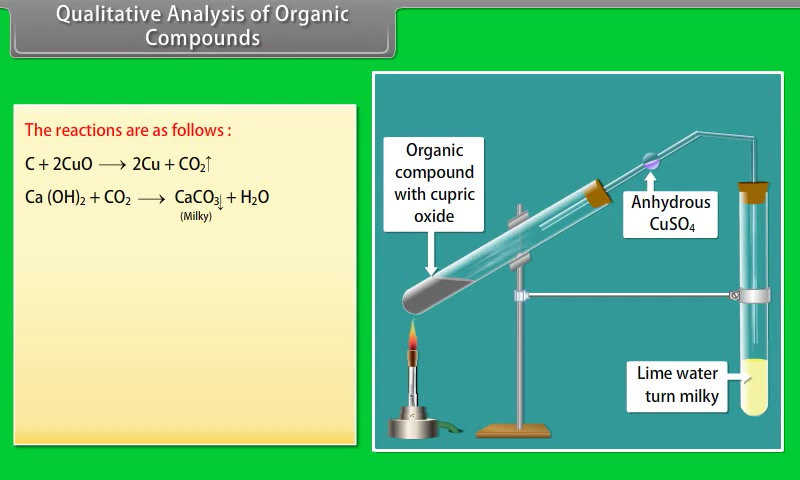 Qualitative Analysis of Organic
Compounds
The reactions are as follows :
C + 2CuO ⟶ 2Cu + CO₂↑
Ca (OH)₂ + CO₂ ⟶ CaCO₃↓ + H₂O
(Milky)
Organic
compound
with cupric
oxide
Anhydrous
CuSO₄
Lime water
turn milky